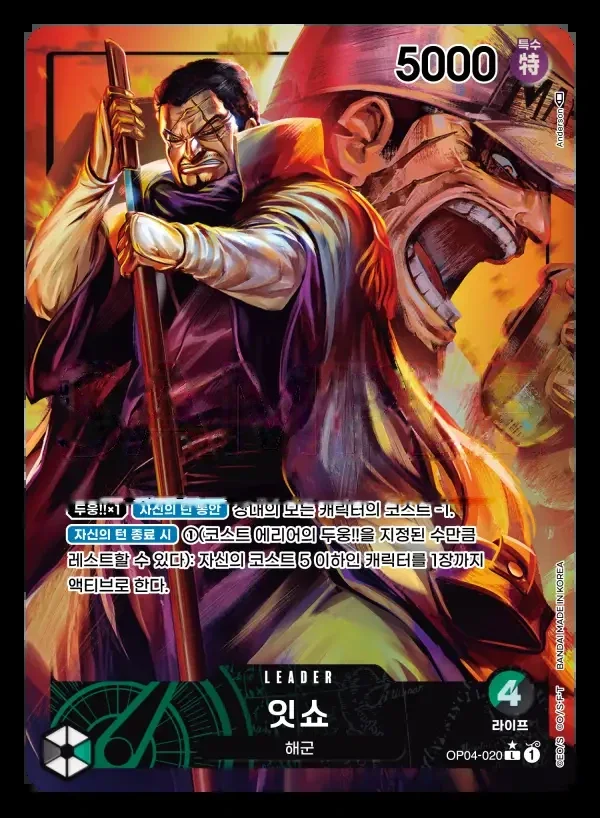 특수
5000 特
M
Anderson
두웅!!×1 자신의 턴 동안 상대의 모든 캐릭터의 코스트 -1.
자신의 턴 종료 시 ①(코스트 에리어의 두웅!!을 지정된 수만큼
레스트할 수 있다): 자신의 코스트 5 이하인 캐릭터를 1장까지
액티브로 한다.
BANDAI MADE IN KOREA
LEADER
잇쇼
해군
4
라이프
OP04-020 L 1
©EO/S ©O/S·F·T